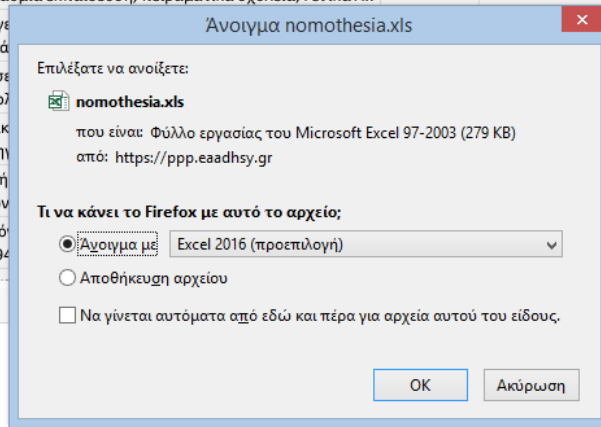 Άνοιγμα nomothesia.xls
Επιλέξατε να ανοίξετε:
nomothesia.xls
που είναι: Φύλλο εργασίας του Microsoft Excel 97-2003 (279 KB)
από: https://ppp.eaadhsy.gr
Τι να κάνει το Firefox με αυτό το αρχείο;
Άνοιγμα με Excel 2016 (προεπιλογή)
Αποθήκευση αρχείου
Να γίνεται αυτόματα από εδώ και πέρα για αρχεία αυτού του είδους.
OK Ακύρωση